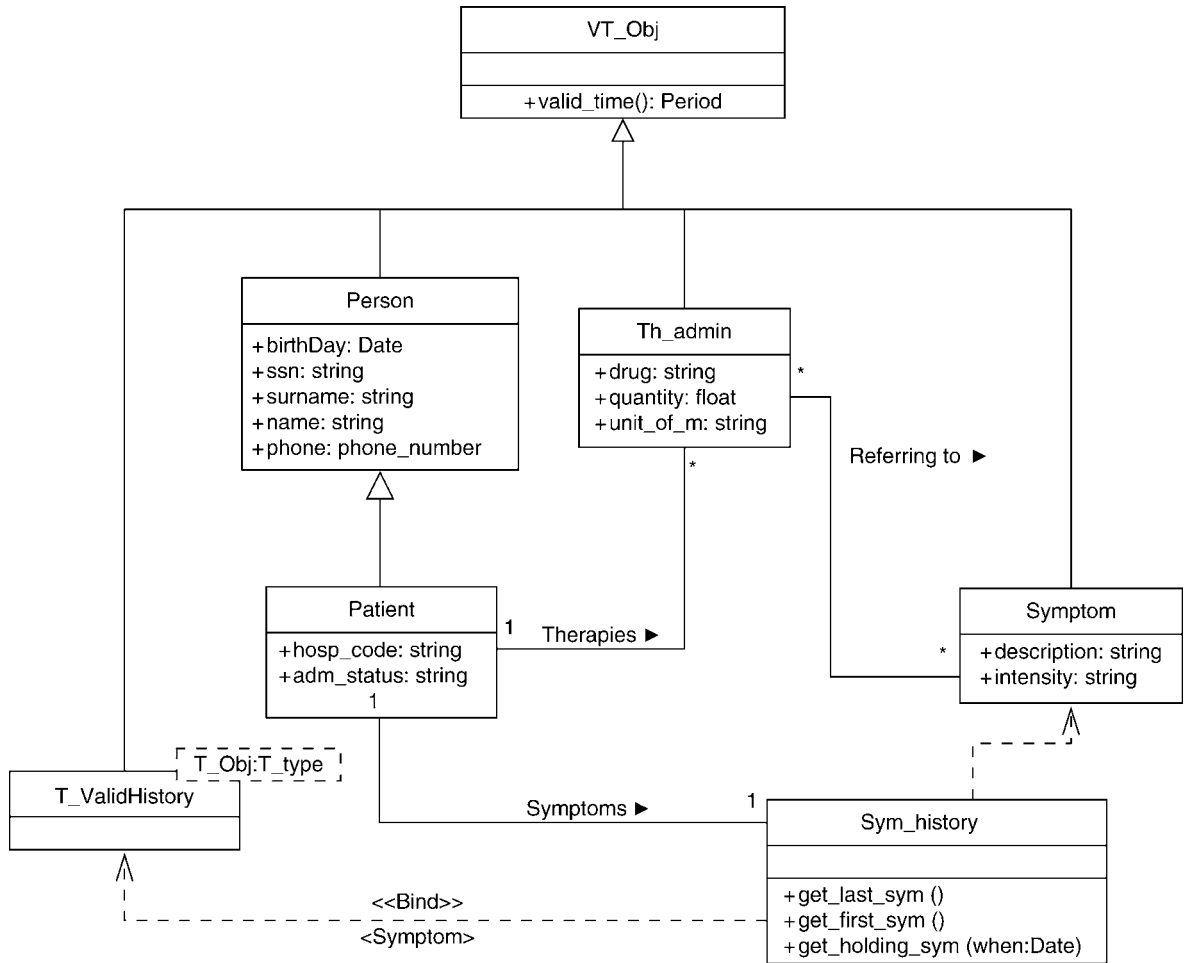 VT_Obj
+valid_time(): Period
Person
+birthDay: Date
+ssn: string
+surname: string
+name: string
+phone: phone_number
Th_admin
+drug: string
+quantity: float
+unit_of_m: string
*
*
Referring to ►
Patient
+hosp_code: string
+adm_status: string
1
1
Therapies ►
Symptom
+description: string
+intensity: string
*
T_Obj:T_type
T_ValidHistory
Symptoms ►
1
Sym_history
+get_last_sym ()
+get_first_sym ()
+get_holding_sym (when:Date)
<<Bind>>
<Symptom>